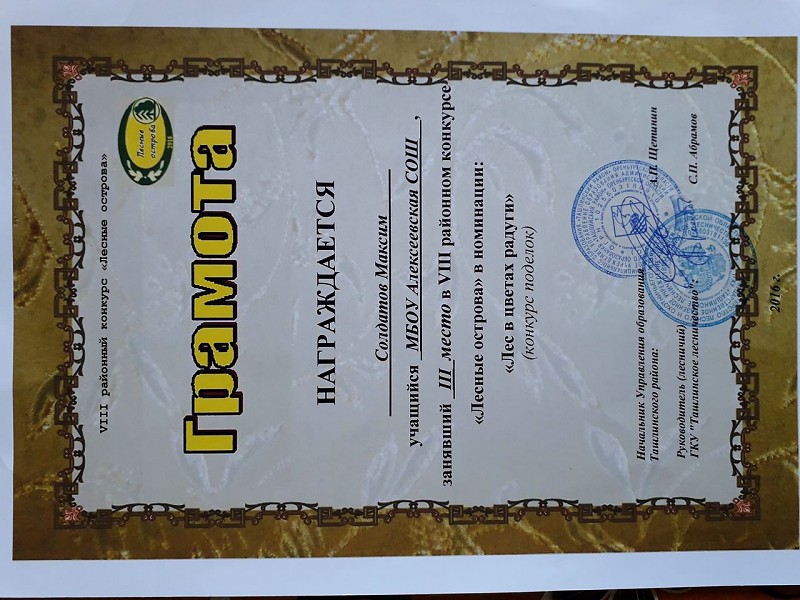 VIII районный конкурс «Лесные острова»
Лесные
острова
2016
Грамота
НАГРАЖДАЕТСЯ
Солдатов Максим
учащийся МБОУ Алексеевская СОШ,
занявший III место в VIII районном конкурсе
«Лесные острова» в номинации:
«Лес в цветах радуги»
(конкурс поделок)
Начальник Управления образования
Ташлинского района: А.П. Щетинин
Руководитель (лесничий)
ГКУ "Ташлинское лесничество": С.П. Абрамов
2016 г.